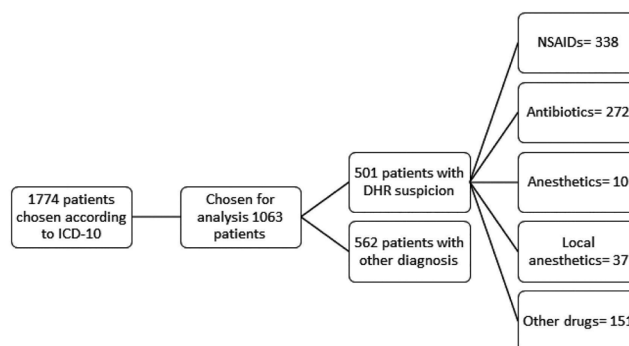 1774 patients
chosen according
to ICD-10
Chosen for
analysis 1063
patients
501 patients with
DHR suspicion
562 patients with
other diagnosis
NSAIDs= 338
Antibiotics= 272
Anesthetics= 10
Local
anesthetics= 37
Other drugs= 151